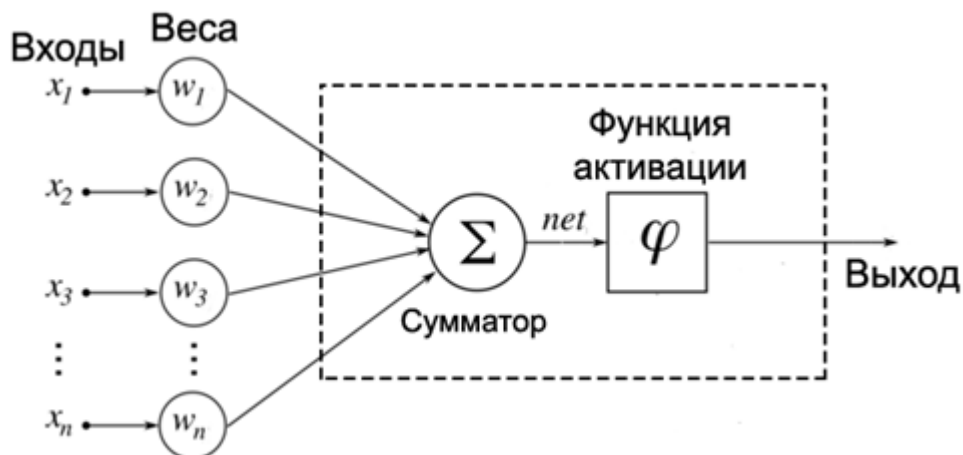 Входы
Веса
x1
w1
x2
w2
x3
w3
...
...
xn
wn
Σ
Сумматор
net
Функция
активации
φ
Выход